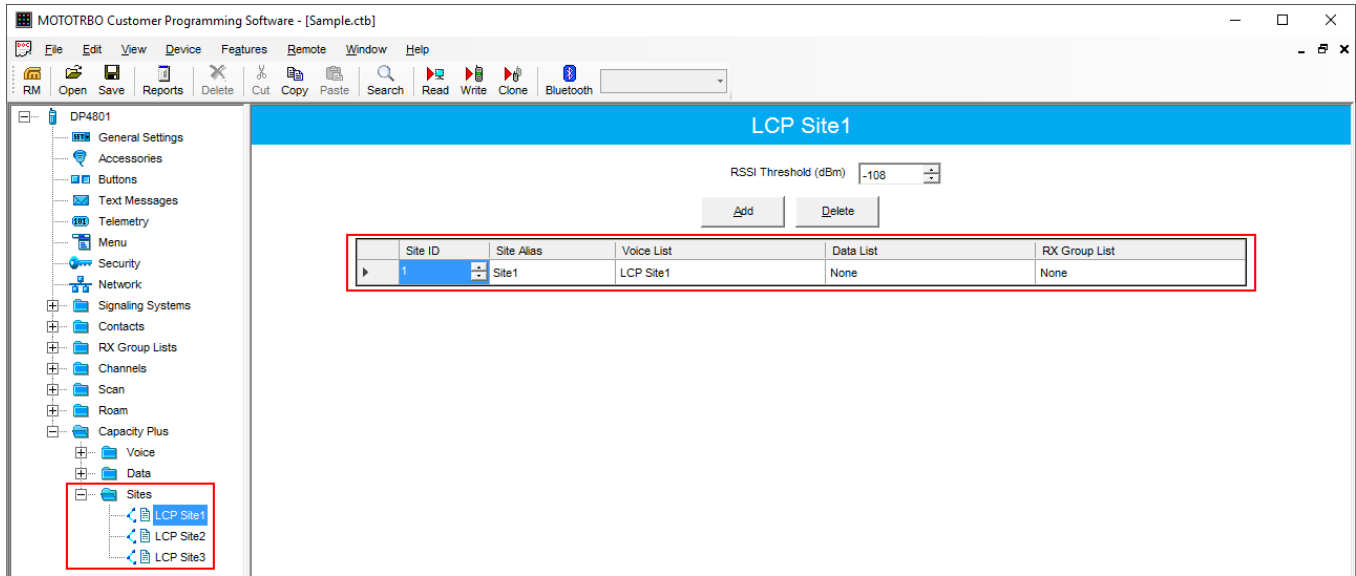 MOTOTRBO Customer Programming Software - [Sample.ctb]
File Edit View Device Features Remote Window Help
RM Open Save Reports Delete Cut Copy Paste Search Read Write Clone Bluetooth
DP4801
General Settings
Accessories
Buttons
Text Messages
Telemetry
Menu
Security
Network
Signaling Systems
Contacts
RX Group Lists
Channels
Scan
Roam
Capacity Plus
Voice
Data
Sites
LCP Site1
LCP Site2
LCP Site3
LCP Site1
RSSI Threshold (dBm) -108
Add Delete
Site ID Site Alias Voice List Data List RX Group List
1 Site1 LCP Site1 None None